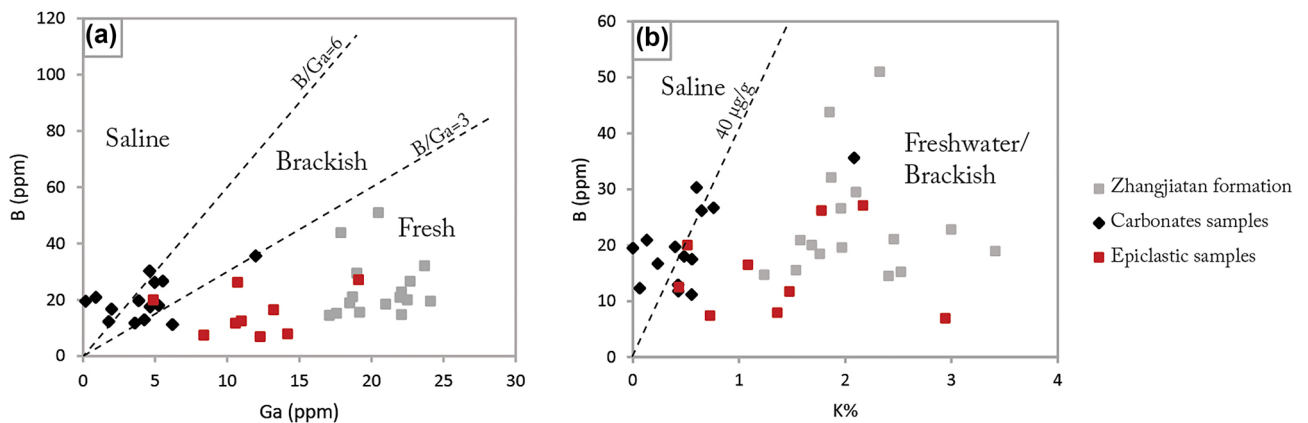 (a)
120
100
80
60
40
20
0
B (ppm)
0 5 10 15 20 25 30
Ga (ppm)
B/Ga=6
B/Ga=3
Saline
Brackish
Fresh
(b)
60
50
40
30
20
10
0
B (ppm)
0 1 2 3 4
K%
40 µg/g
Saline
Freshwater/
Brackish
Zhangjiatan formation
Carbonates samples
Epiclastic samples